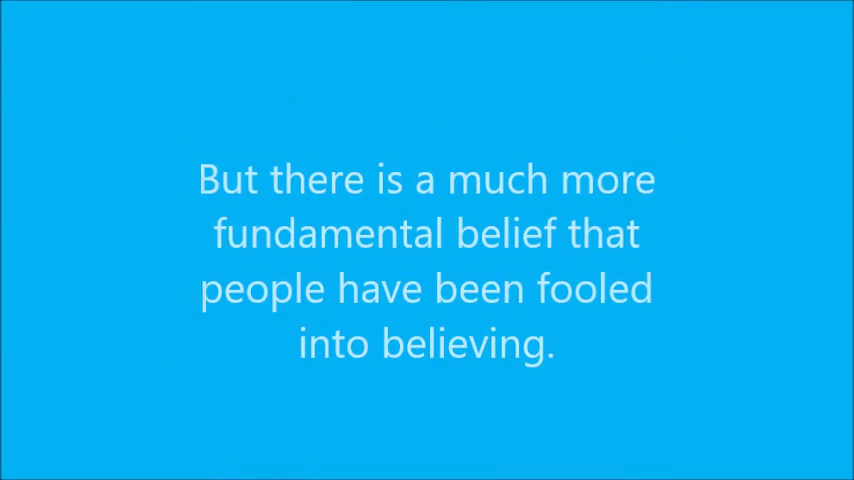 But there is a much more
fundamental belief that
people have been fooled
into believing.